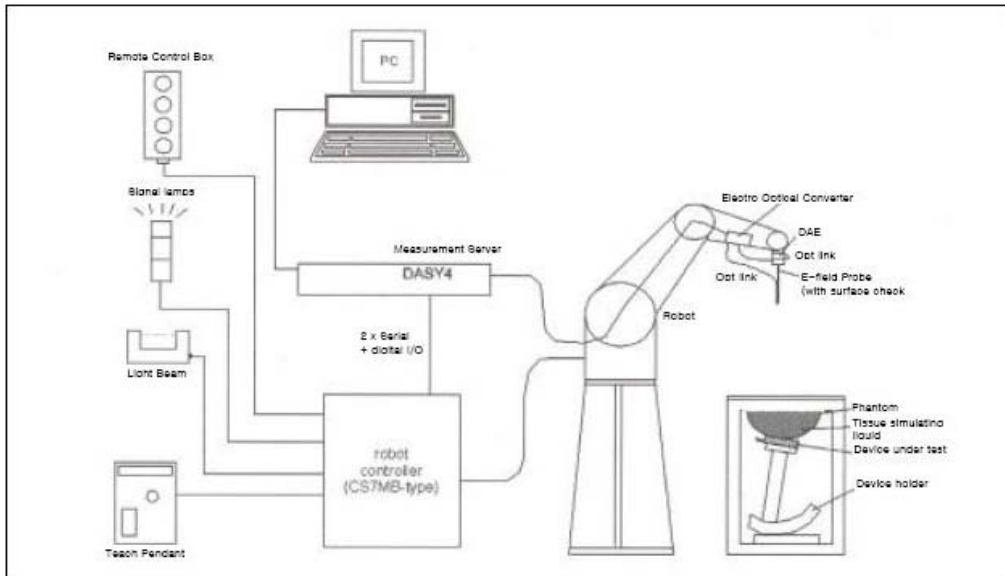 Remote Control Box
PC
Signal lamps
Electro Optical Converter
DAE
Opt link
Measurement Server
DASY4
Opt link
E-field Probe
(with surface check
Robot
2 x Serial
+ digital I/O
Light Beam
Phantom
Tissue simulating
liquid
Device under test
robot
controller
(CS7MB-type)
Device holder
Teach Pendant